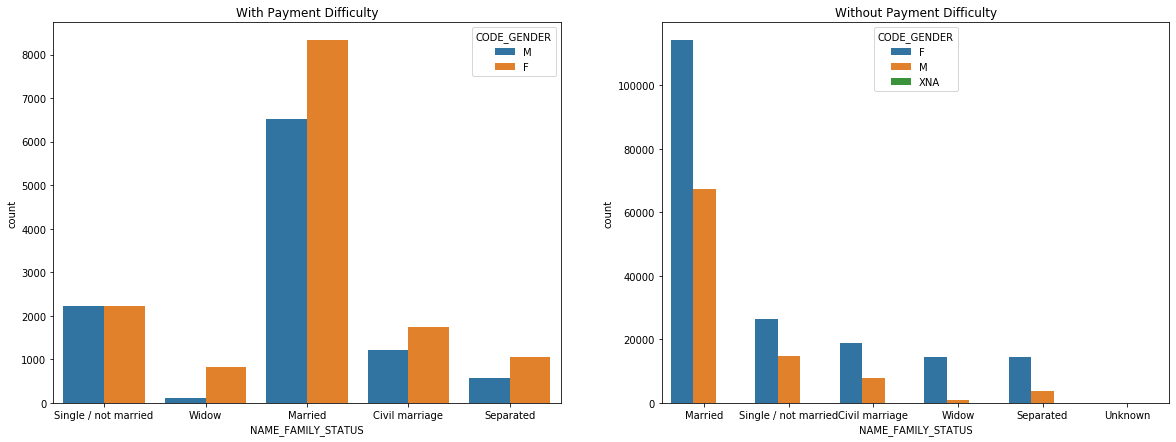 With Payment Difficulty
CODE_GENDER
M
F
8000
7000
6000
5000
4000
3000
2000
1000
0
count
Single / not married Widow Married Civil marriage Separated
NAME_FAMILY_STATUS
Without Payment Difficulty
CODE_GENDER
F
M
XNA
100000
80000
60000
40000
20000
0
count
Married Single / not married Civil marriage Widow Separated Unknown
NAME_FAMILY_STATUS